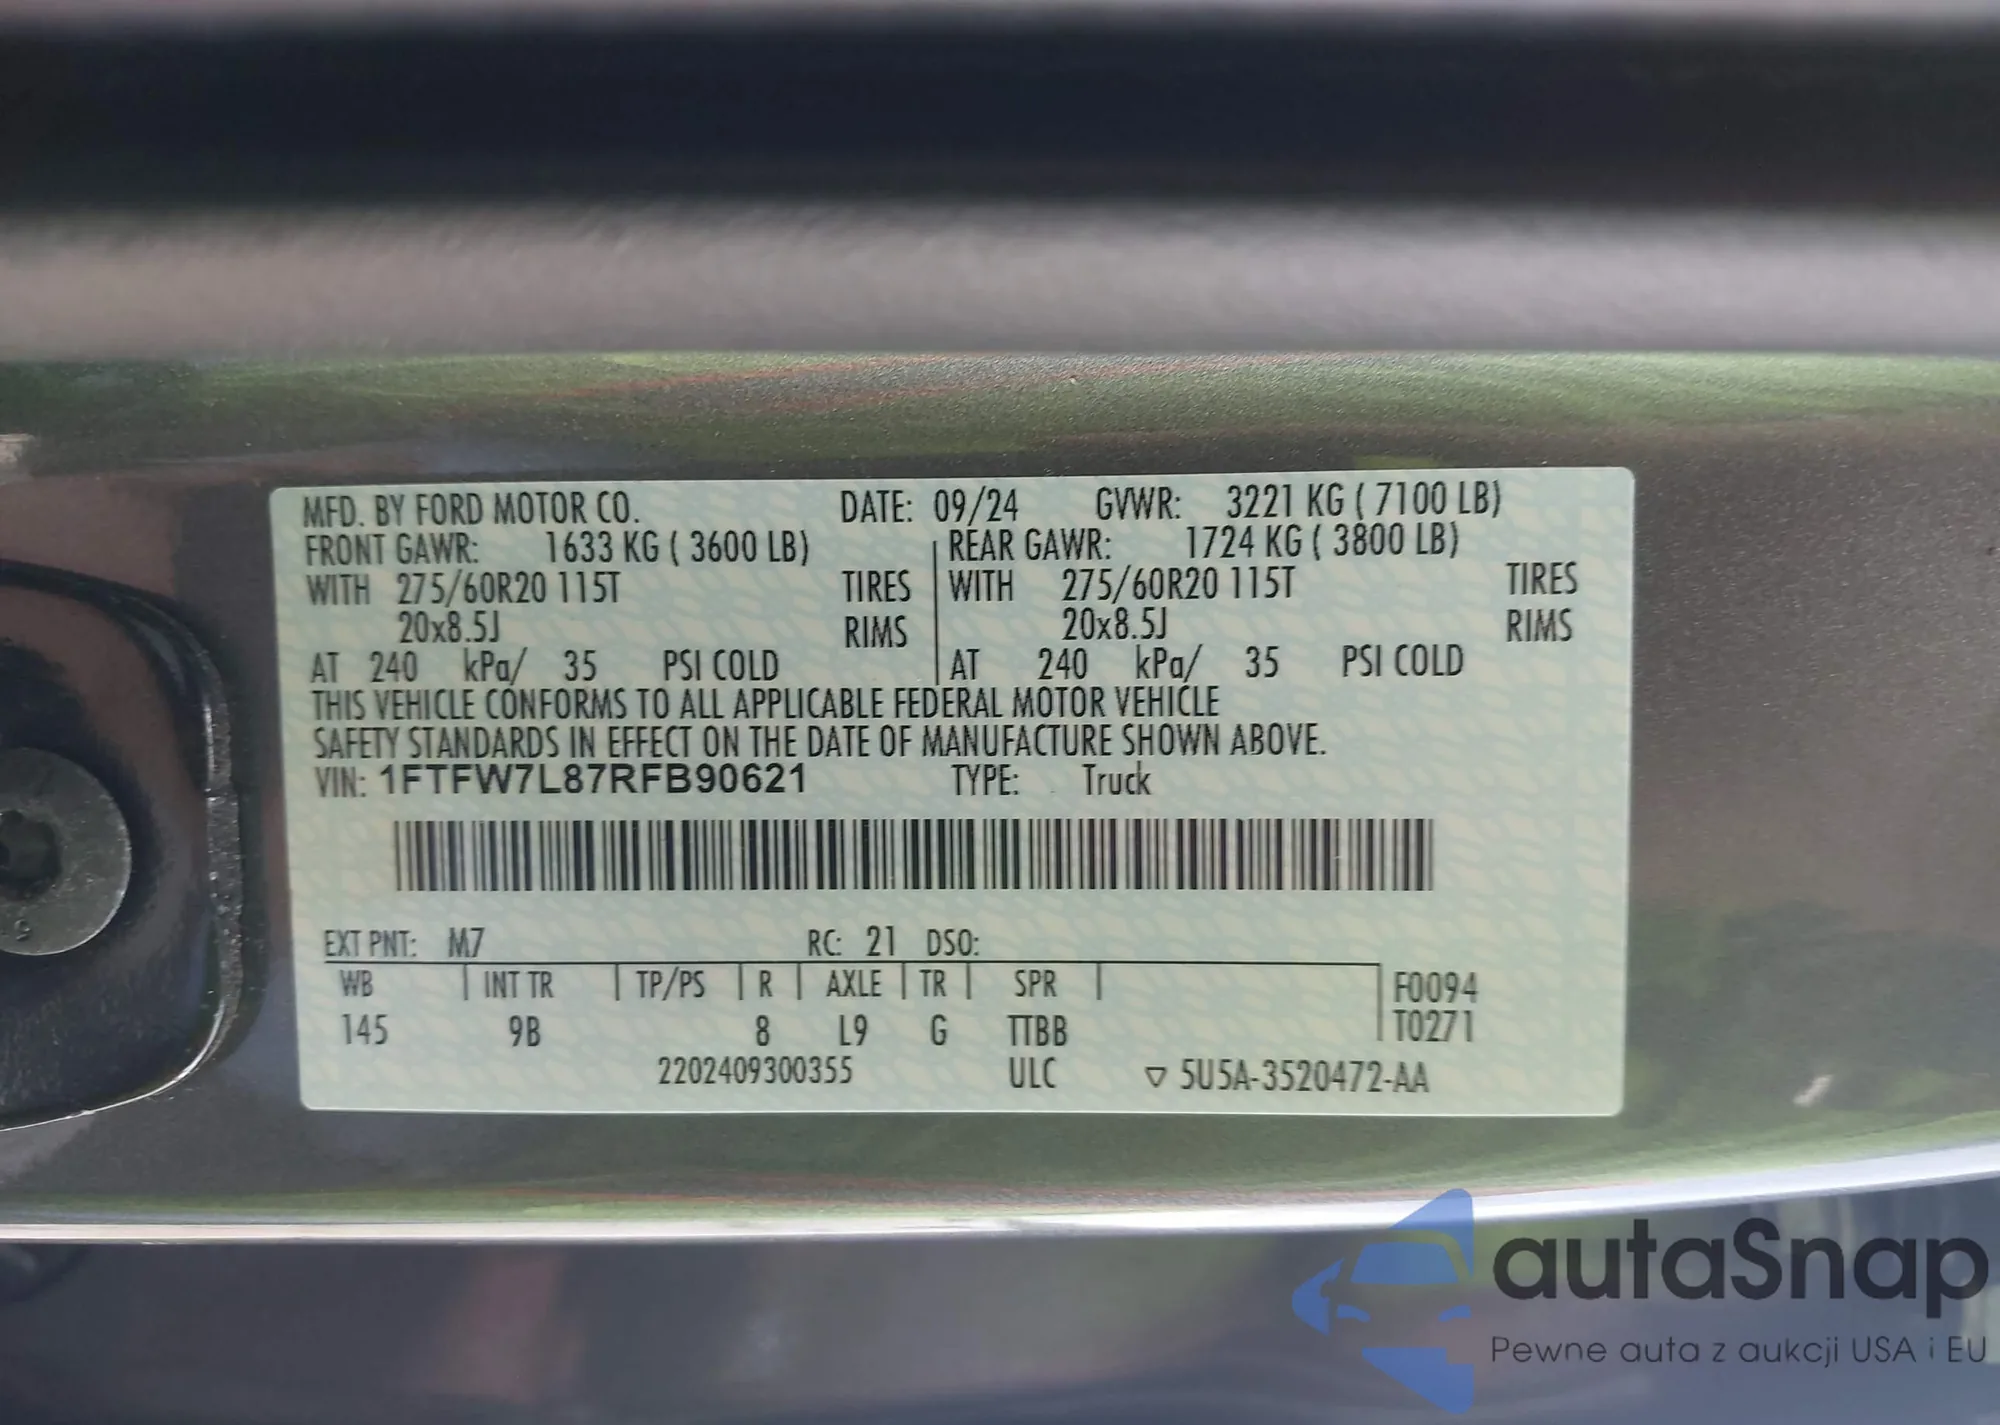 MFD. BY FORD MOTOR CO. DATE: 09/24 GVWR: 3221 KG ( 7100 LB)
FRONT GAWR: 1633 KG ( 3600 LB) REAR GAWR: 1724 KG ( 3800 LB)
WITH 275/60R20 115T TIRES WITH 275/60R20 115T TIRES
20x8.5J RIMS 20x8.5J RIMS
AT 240 kPa/ 35 PSI COLD AT 240 kPa/ 35 PSI COLD
THIS VEHICLE CONFORMS TO ALL APPLICABLE FEDERAL MOTOR VEHICLE
SAFETY STANDARDS IN EFFECT ON THE DATE OF MANUFACTURE SHOWN ABOVE.
VIN: 1FTFW7L87RFB90621 TYPE: Truck
EXT PNT: M7 RC: 21 DSO:
WB INT TR TP/PS R AXLE TR SPR F0094
145 9B 8 L9 G TTBB T0271
2202409300355 ULC ▽ 5U5A-3520472-AA
autaSnap
Pewne auta z aukcji USA i EU